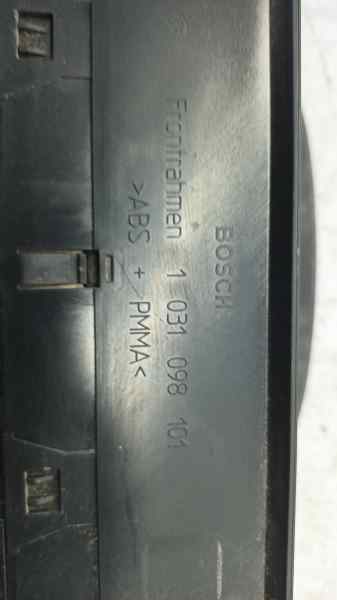 BOSCH
Frontrahmen 1 031 098 101
>ABS + PMMA<